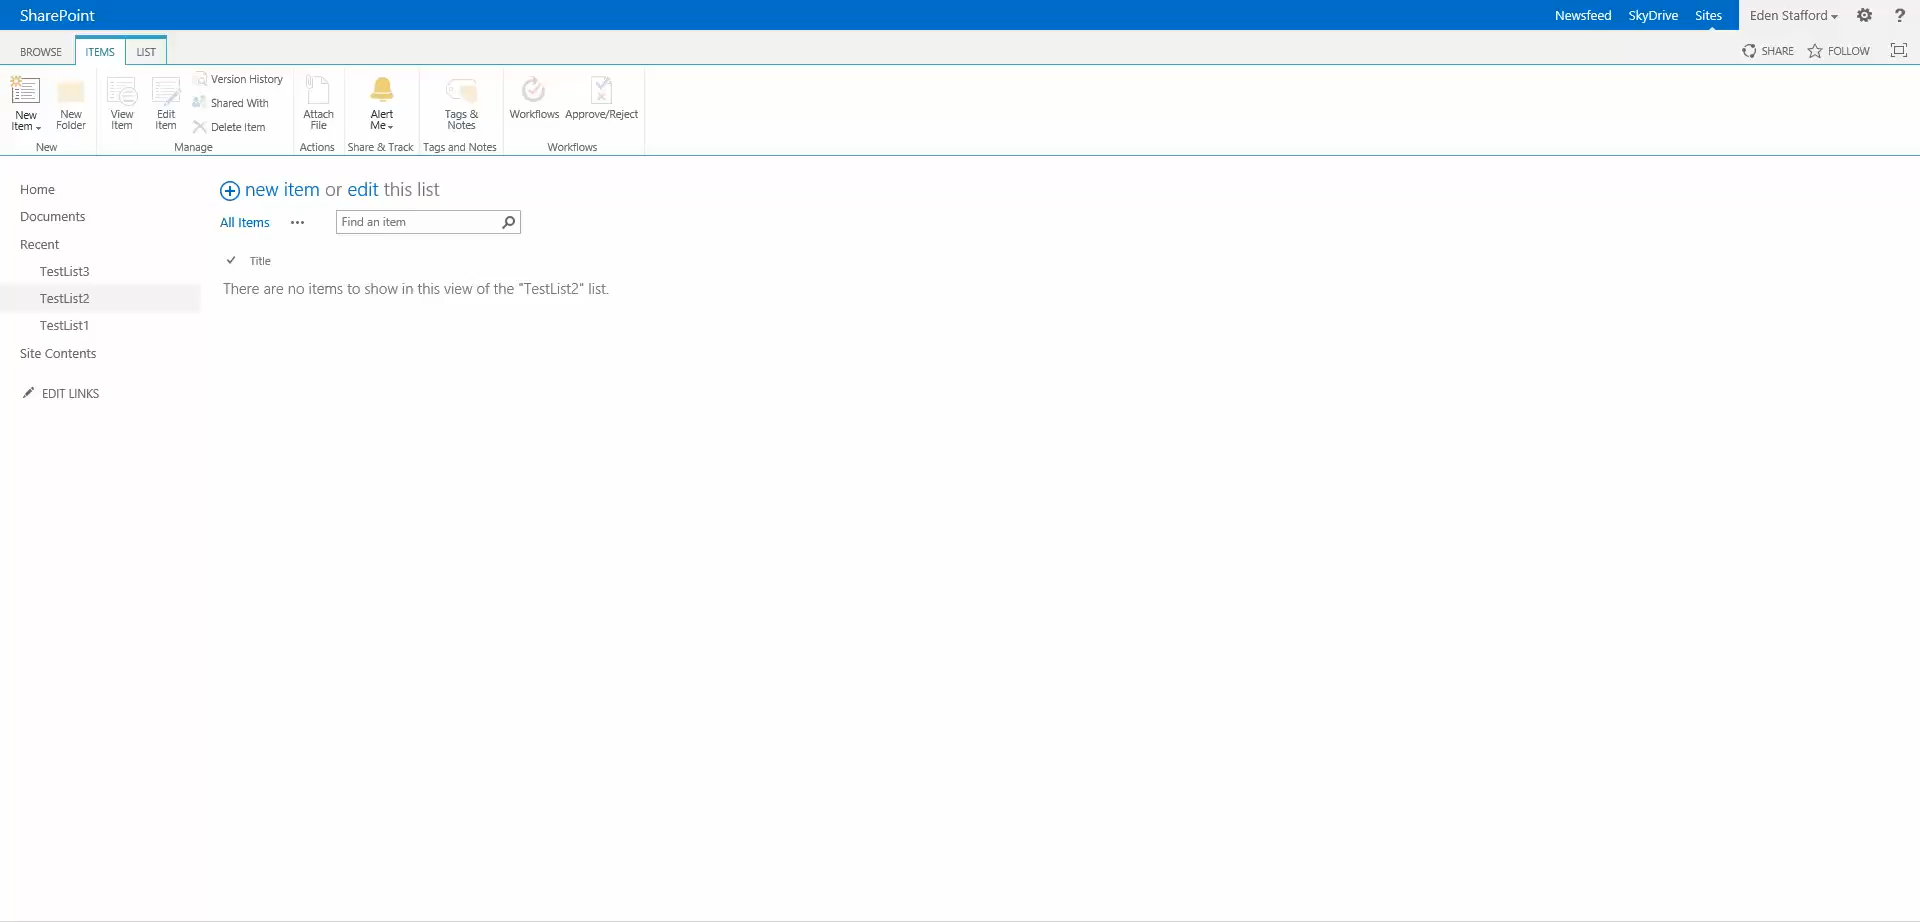 SharePoint
Newsfeed SkyDrive Sites Eden Stafford ?
BROWSE ITEMS LIST
SHARE FOLLOW
New Item
New Folder
New
View Item
Edit Item
Version History
Shared With
Delete Item
Manage
Attach File
Actions
Alert Me
Share & Track
Tags & Notes
Tags and Notes
Workflows
Approve/Reject
Workflows
Home
Documents
Recent
TestList3
TestList2
TestList1
Site Contents
EDIT LINKS
new item or edit this list
All Items ... Find an item
Title
There are no items to show in this view of the "TestList2" list.